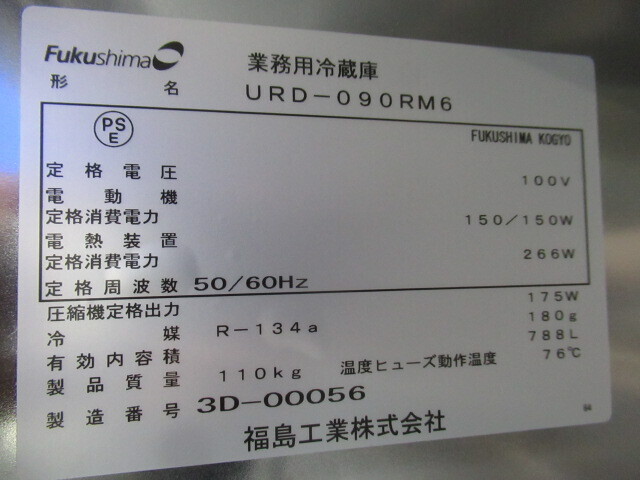 Fukushima 業務用冷蔵庫
形名 URD-090RM6
PSE FUKUSHIMA KOGYO
定格電圧 100V
電動機
定格消費電力 150/150W
電熱装置
定格消費電力 266W
定格周波数 50/60Hz
圧縮機定格出力 175W
冷媒 R-134a 180g
有効内容積 788L
製品質量 110kg 温度ヒューズ動作温度 76℃
製造番号 3D-00056
福島工業株式会社